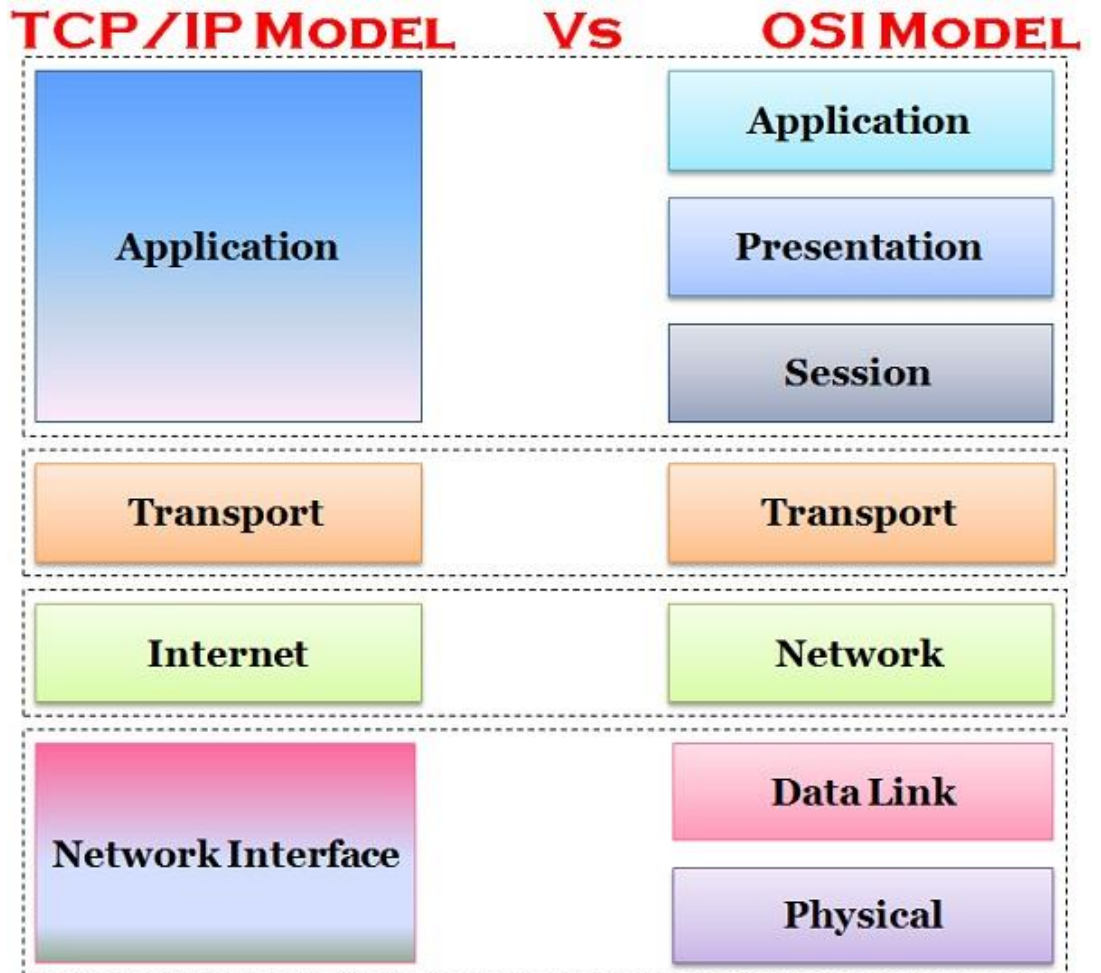 TCP/IP MODEL Vs OSI MODEL
Application
Application
Presentation
Session
Transport
Transport
Internet
Network
Network Interface
Data Link
Physical